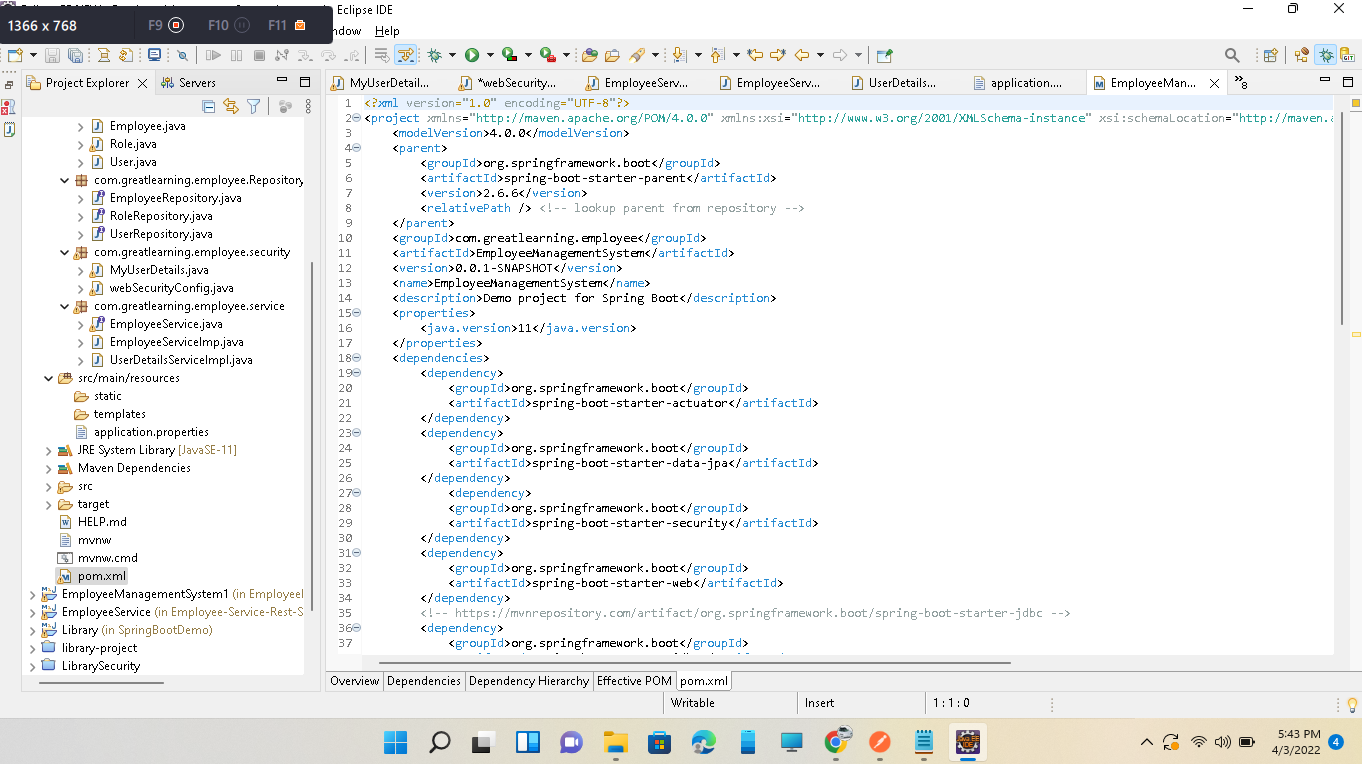 1366 x 768
F9
F10
F11
Eclipse IDE
ndow
Help
Project Explorer
Servers
MyUserDetail...
*webSecurity...
EmployeeServ...
EmployeeServ...
UserDetails...
application....
EmployeeMan...
8
Employee.java
Role.java
User.java
com.greatlearning.employee.Repository
EmployeeRepository.java
RoleRepository.java
UserRepository.java
com.greatlearning.employee.security
MyUserDetails.java
webSecurityConfig.java
com.greatlearning.employee.service
EmployeeService.java
EmployeeServiceImp.java
UserDetailsServiceImpl.java
src/main/resources
static
templates
application.properties
JRE System Library [JavaSE-11]
Maven Dependencies
src
target
HELP.md
mvnw
mvnw.cmd
pom.xml
EmployeeManagementSystem1 (in Employeel
EmployeeService (in Employee-Service-Rest-S
Library (in SpringBootDemo)
library-project
LibrarySecurity
1 <?xml version="1.0" encoding="UTF-8"?>
2 <project xmlns="http://maven.apache.org/POM/4.0.0" xmlns:xsi="http://www.w3.org/2001/XMLSchema-instance" xsi:schemaLocation="http://maven.a
3 <modelVersion>4.0.0</modelVersion>
4 <parent>
5 <groupId>org.springframework.boot</groupId>
6 <artifactId>spring-boot-starter-parent</artifactId>
7 <version>2.6.6</version>
8 <relativePath /> <!-- lookup parent from repository -->
9 </parent>
10 <groupId>com.greatlearning.employee</groupId>
11 <artifactId>EmployeeManagementSystem</artifactId>
12 <version>0.0.1-SNAPSHOT</version>
13 <name>EmployeeManagementSystem</name>
14 <description>Demo project for Spring Boot</description>
15 <properties>
16 <java.version>11</java.version>
17 </properties>
18 <dependencies>
19 <dependency>
20 <groupId>org.springframework.boot</groupId>
21 <artifactId>spring-boot-starter-actuator</artifactId>
22 </dependency>
23 <dependency>
24 <groupId>org.springframework.boot</groupId>
25 <artifactId>spring-boot-starter-data-jpa</artifactId>
26 </dependency>
27 <dependency>
28 <groupId>org.springframework.boot</groupId>
29 <artifactId>spring-boot-starter-security</artifactId>
30 </dependency>
31 <dependency>
32 <groupId>org.springframework.boot</groupId>
33 <artifactId>spring-boot-starter-web</artifactId>
34 </dependency>
35 <!-- https://mvnrepository.com/artifact/org.springframework.boot/spring-boot-starter-jdbc -->
36 <dependency>
37 <groupId>org.springframework.boot</groupId>
Overview
Dependencies
Dependency Hierarchy
Effective POM
pom.xml
Writable
Insert
1 : 1 : 0
5:43 PM
4/3/2022
4